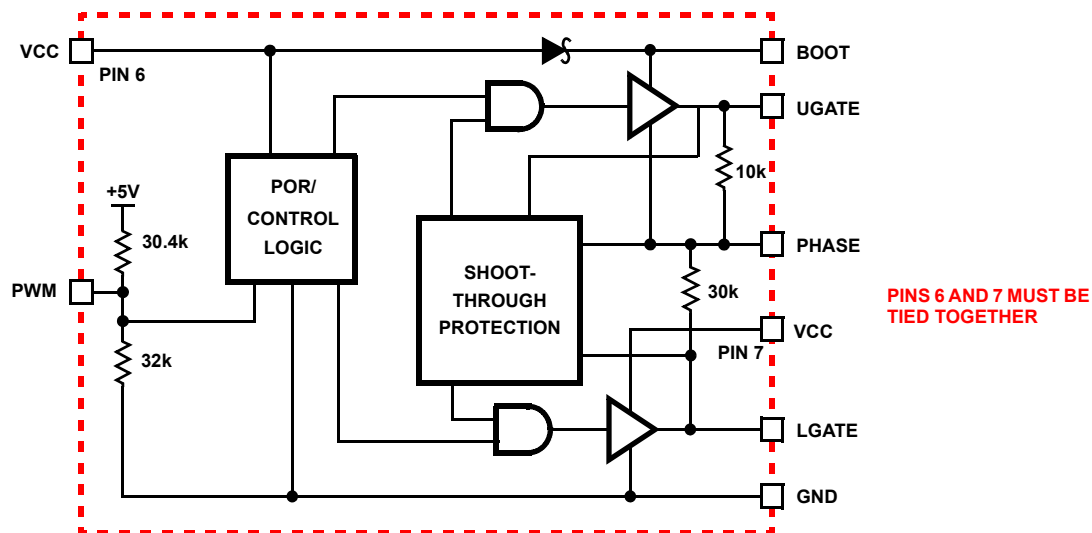 VCC
PIN 6
BOOT
UGATE
10k
POR/
CONTROL
LOGIC
+5V
30.4k
PWM
32k
SHOOT-
THROUGH
PROTECTION
PHASE
30k
VCC
PIN 7
LGATE
GND
PINS 6 AND 7 MUST BE
TIED TOGETHER